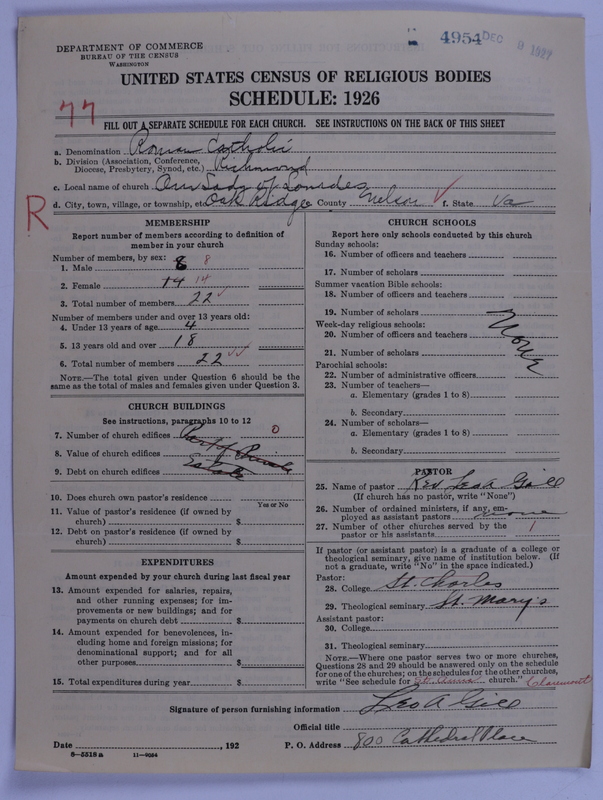 4954 DEC 9 1927
DEPARTMENT OF COMMERCE
BUREAU OF THE CENSUS
WASHINGTON
UNITED STATES CENSUS OF RELIGIOUS BODIES
SCHEDULE: 1926
77
FILL OUT A SEPARATE SCHEDULE FOR EACH CHURCH. SEE INSTRUCTIONS ON THE BACK OF THIS SHEET
a. Denomination Roman Catholic
b. Division (Association, Conference, Diocese, Presbytery, Synod, etc.) Richmond
c. Local name of church Our Lady of Lourdes
R
d. City, town, village, or township, etc. Oak Ridge County Nelson f. State Va
MEMBERSHIP
Report number of members according to definition of
member in your church
Number of members, by sex:
1. Male 8 8
2. Female 14 14
3. Total number of members 22
Number of members under and over 13 years old:
4. Under 13 years of age 4
5. 13 years old and over 18
6. Total number of members 22
NOTE.—The total given under Question 6 should be the
same as the total of males and females given under Question 3.
CHURCH BUILDINGS
See instructions, paragraphs 10 to 12
7. Number of church edifices Part of Private 0
8. Value of church edifices Estate
9. Debt on church edifices $
10. Does church own pastor's residence
Yes or No
11. Value of pastor's residence (if owned by
church) $
12. Debt on pastor's residence (if owned by
church) $
EXPENDITURES
Amount expended by your church during last fiscal year
13. Amount expended for salaries, repairs,
and other running expenses; for im-
provements or new buildings; and for
payments on church debt $
14. Amount expended for benevolences, in-
cluding home and foreign missions; for
denominational support; and for all
other purposes $
15. Total expenditures during year $
CHURCH SCHOOLS
Report here only schools conducted by this church
Sunday schools:
16. Number of officers and teachers
17. Number of scholars
Summer vacation Bible schools:
18. Number of officers and teachers
19. Number of scholars
None
Week-day religious schools:
20. Number of officers and teachers
21. Number of scholars
Parochial schools:
22. Number of administrative officers
23. Number of teachers—
a. Elementary (grades 1 to 8)
b. Secondary
24. Number of scholars—
a. Elementary (grades 1 to 8)
b. Secondary
PASTOR
25. Name of pastor Rev. Leo A Gill
(If church has no pastor, write "None")
26. Number of ordained ministers, if any, em-
ployed as assistant pastors none
27. Number of other churches served by the
pastor or his assistants 1
If pastor (or assistant pastor) is a graduate of a college or
theological seminary, give name of institution below. (If
not a graduate, write "No" in the space indicated.)
Pastor:
28. College St. Charles
29. Theological seminary St. Mary's
Assistant pastor:
30. College
31. Theological seminary
NOTE.—Where one pastor serves two or more churches,
Questions 28 and 29 should be answered only on the schedule
for one of the churches; on the schedules for the other churches,
write "See schedule for church."
Signature of person furnishing information Leo A Gill
Official title
Date , 192 P. O. Address 800 Cathedral Place
8—5518 a 11—9054